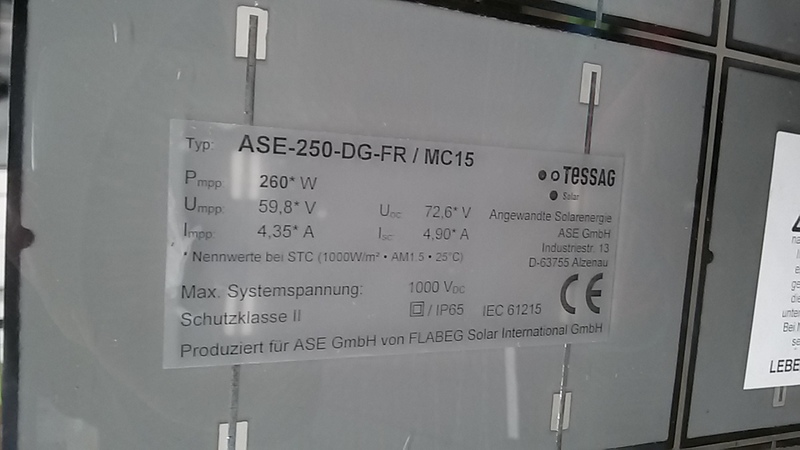 Typ: ASE-250-DG-FR / MC15
Pmpp: 260* W
Umpp: 59,8* V Uoc 72,6* V
Impp: 4,35* A Isc 4,90* A
* Nennwerte bei STC (1000W/m² • AM1.5 • 25°C)
Max. Systemspannung: 1000 VDC
Schutzklasse II / IP65 IEC 61215
Produziert für ASE GmbH von FLABEG Solar International GmbH
TESSAG
Solar
Angewandte Solarenergie
ASE GmbH
Industriestr. 13
D-63755 Alzenau
CE
die
unter
LEBE